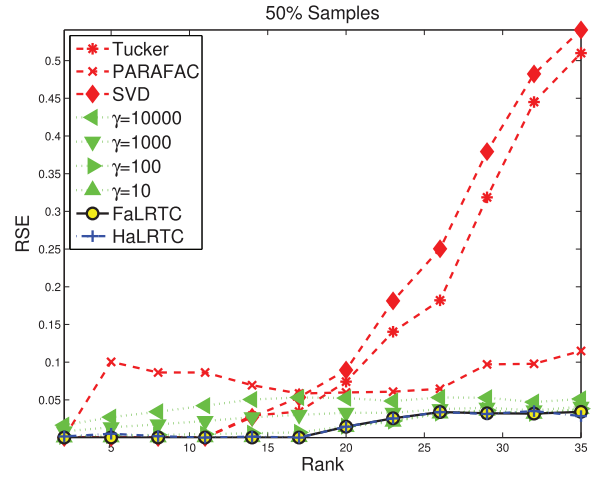 50% Samples
Tucker
PARAFAC
SVD
γ=10000
γ=1000
γ=100
γ=10
FaLRTC
HaLRTC
RSE
0.5
0.45
0.4
0.35
0.3
0.25
0.2
0.15
0.1
0.05
5
10
15
20
25
30
35
Rank